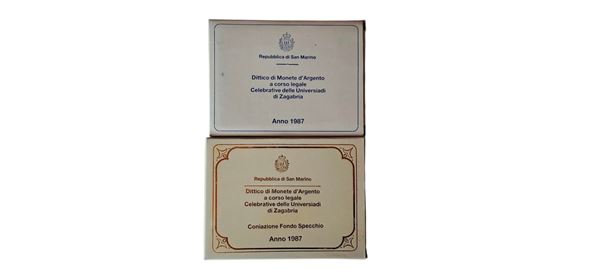 Repubblica di San Marino
Dittico di Monete d'Argento
a corso legale
Celebrative delle Universiadi
di Zagabria
Anno 1987
Repubblica di San Marino
Dittico di Monete d'Argento
a corso legale
Celebrative delle Universiadi
di Zagabria
Coniazione Fondo Specchio
Anno 1987